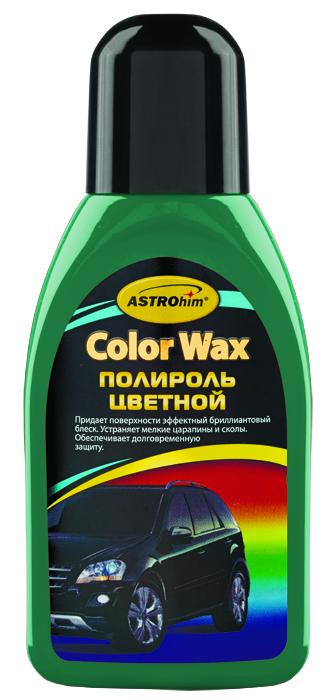 ASTROhim®
Color Wax
ПОЛИРОЛЬ
ЦВЕТНОЙ
Придает поверхности эффектный бриллиантовый
блеск. Устраняет мелкие царапины и сколы.
Обеспечивает долговременную
защиту.